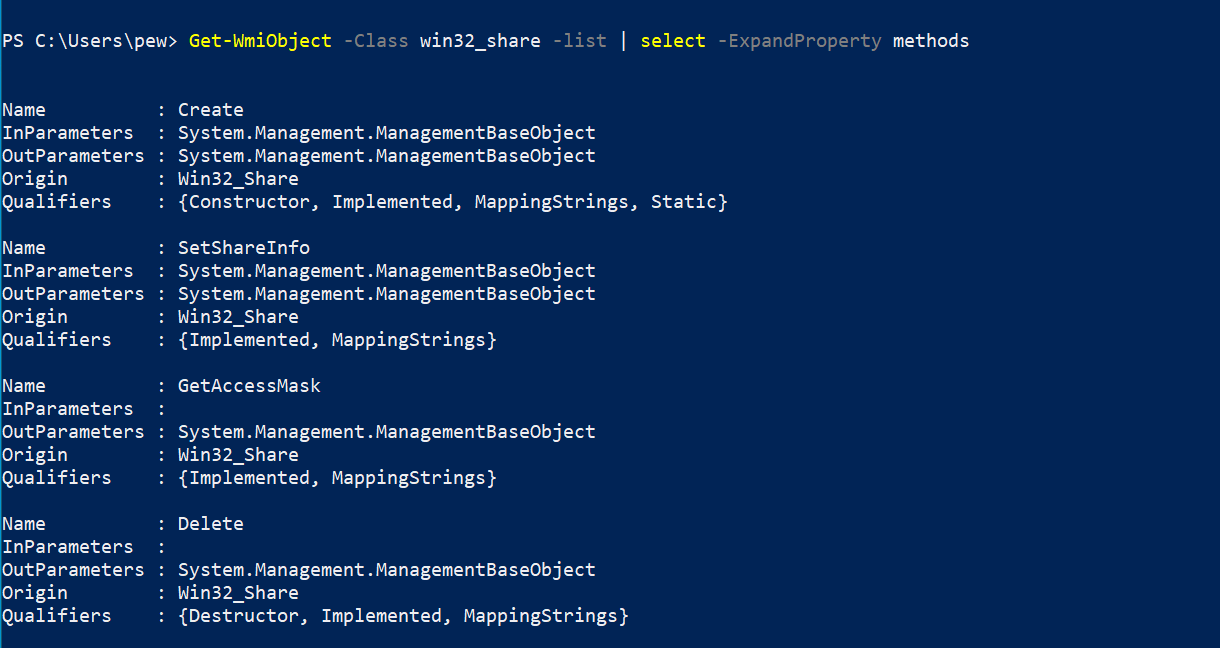 PS C:\Users\pew> Get-WmiObject -Class win32_share -list | select -ExpandProperty methods
Name          : Create
InParameters  : System.Management.ManagementBaseObject
OutParameters : System.Management.ManagementBaseObject
Origin        : Win32_Share
Qualifiers    : {Constructor, Implemented, MappingStrings, Static}
Name          : SetShareInfo
InParameters  : System.Management.ManagementBaseObject
OutParameters : System.Management.ManagementBaseObject
Origin        : Win32_Share
Qualifiers    : {Implemented, MappingStrings}
Name          : GetAccessMask
InParameters  :
OutParameters : System.Management.ManagementBaseObject
Origin        : Win32_Share
Qualifiers    : {Implemented, MappingStrings}
Name          : Delete
InParameters  :
OutParameters : System.Management.ManagementBaseObject
Origin        : Win32_Share
Qualifiers    : {Destructor, Implemented, MappingStrings}